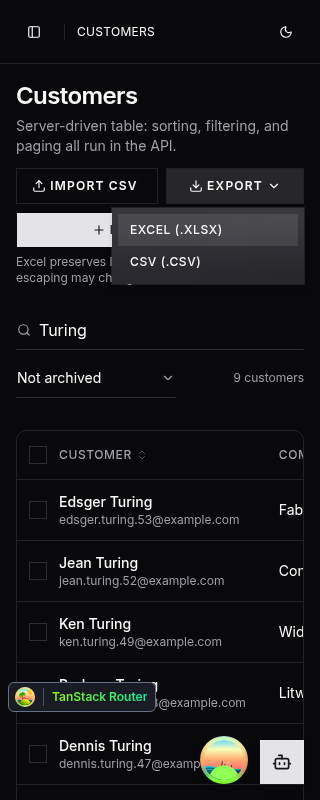 CUSTOMERS
Customers
Server-driven table: sorting, filtering, and
paging all run in the API.
IMPORT CSV
EXPORT
EXCEL (.XLSX)
CSV (.CSV)
Excel preserves
escaping may
Turing
Not archived
9 customers
CUSTOMER
COM
Edsger Turing
edsger.turing.53@example.com
Fab
Jean Turing
jean.turing.52@example.com
Con
Ken Turing
ken.turing.49@example.com
Wid
Litw
TanStack Router
@example.com
Dennis Turing
dennis.turing.47@examp